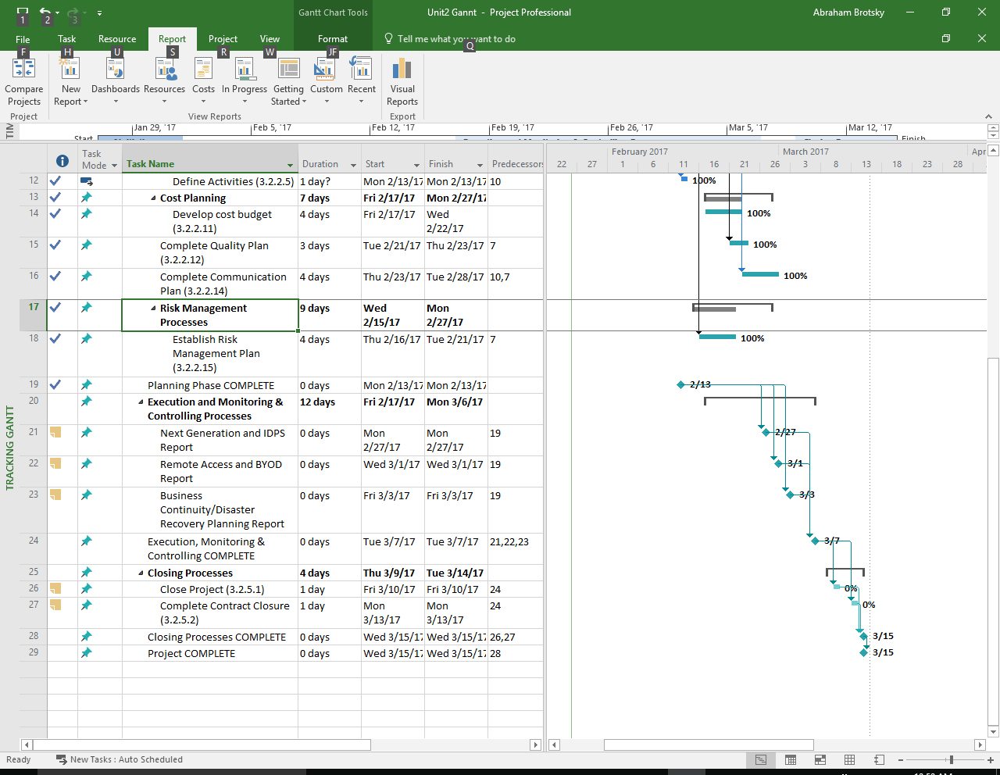 1 2 3
Gantt Chart Tools
Unit2 Gannt - Project Professional
Abraham Brotsky
File Task Resource Report Project View Format Tell me what you want to do
F H U S R W JF Q
Compare Projects
New Report
Dashboards
Resources
Costs
In Progress
Getting Started
Custom
Recent
Visual Reports
Project View Reports Export
TIM
Jan 29, '17 Feb 5, '17 Feb 12, '17 Feb 19, '17 Feb 26, '17 Mar 5, '17 Mar 12, '17
Start Finish
Task Mode Task Name Duration Start Finish Predecessors
February 2017 March 2017 Apr
22 27 1 6 11 16 21 26 3 8 13 18 23 28
12 Define Activities (3.2.2.5) 1 day? Mon 2/13/17 Mon 2/13/17 10 100%
13 Cost Planning 7 days Fri 2/17/17 Mon 2/27/17
14 Develop cost budget (3.2.2.11) 4 days Fri 2/17/17 Wed 2/22/17 100%
15 Complete Quality Plan (3.2.2.12) 3 days Tue 2/21/17 Thu 2/23/17 7 100%
16 Complete Communication Plan (3.2.2.14) 4 days Thu 2/23/17 Tue 2/28/17 10,7 100%
17 Risk Management Processes 9 days Wed 2/15/17 Mon 2/27/17
18 Establish Risk Management Plan (3.2.2.15) 4 days Thu 2/16/17 Tue 2/21/17 7 100%
19 Planning Phase COMPLETE 0 days Mon 2/13/17 Mon 2/13/17 2/13
20 Execution and Monitoring & Controlling Processes 12 days Fri 2/17/17 Mon 3/6/17
21 Next Generation and IDPS Report 0 days Mon 2/27/17 Mon 2/27/17 19 2/27
22 Remote Access and BYOD Report 0 days Wed 3/1/17 Wed 3/1/17 19 3/1
23 Business Continuity/Disaster Recovery Planning Report 0 days Fri 3/3/17 Fri 3/3/17 19 3/3
24 Execution, Monitoring & Controlling COMPLETE 0 days Tue 3/7/17 Tue 3/7/17 21,22,23 3/7
25 Closing Processes 4 days Thu 3/9/17 Tue 3/14/17
26 Close Project (3.2.5.1) 1 day Fri 3/10/17 Fri 3/10/17 24 0%
27 Complete Contract Closure (3.2.5.2) 1 day Mon 3/13/17 Mon 3/13/17 24 0%
28 Closing Processes COMPLETE 0 days Wed 3/15/17 Wed 3/15/17 26,27 3/15
29 Project COMPLETE 0 days Wed 3/15/17 Wed 3/15/17 28 3/15
TRACKING GANTT
Ready New Tasks : Auto Scheduled